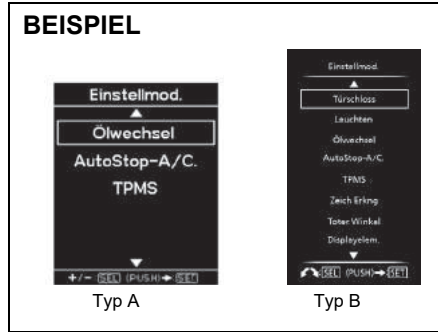 BEISPIEL
Einstellmod.
Ölwechsel
AutoStop-A/C.
TPMS
+/- SEL (PUSH)➔SET
Typ A
Einstellmod.
Türschloss
Leuchten
Ölwechsel
AutoStop-A/C.
TPMS
Zeich Erkng
Toter Winkel
Displayelem.
SEL (PUSH)➔SET
Typ B